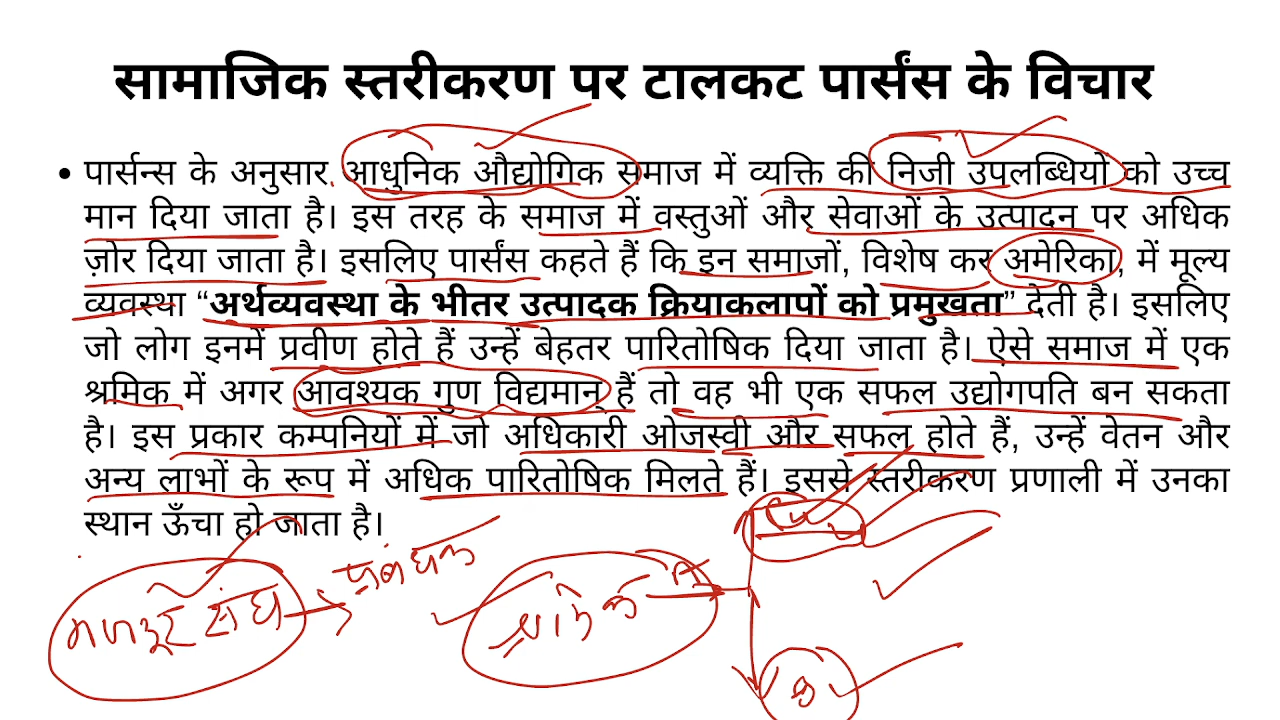 सामाजिक स्तरीकरण पर टालकट पार्संस के विचार
• पार्सन्स के अनुसार, आधुनिक औद्योगिक समाज में व्यक्ति की निजी उपलब्धियो को उच्च
मान दिया जाता है। इस तरह के समाज में वस्तुओं और सेवाओं के उत्पादन पर अधिक
ज़ोर दिया जाता है। इसलिए पार्संस कहते हैं कि इन समाजों, विशेष कर अमेरिका, में मूल्य
व्यवस्था “अर्थव्यवस्था के भीतर उत्पादक क्रियाकलापों को प्रमुखता” देती है। इसलिए
जो लोग इनमें प्रवीण होते हैं उन्हें बेहतर पारितोषिक दिया जाता है। ऐसे समाज में एक
श्रमिक में अगर आवश्यक गुण विद्यमान् हैं तो वह भी एक सफल उद्योगपति बन सकता
है। इस प्रकार कम्पनियों में जो अधिकारी ओजस्वी और सफल होते हैं, उन्हें वेतन और
अन्य लाभों के रूप में अधिक पारितोषिक मिलते हैं। इससे स्तरीकरण प्रणाली में उनका
स्थान ऊँचा हो जाता है।
मजदूर संघ → प्रबंधक
श्रमिक